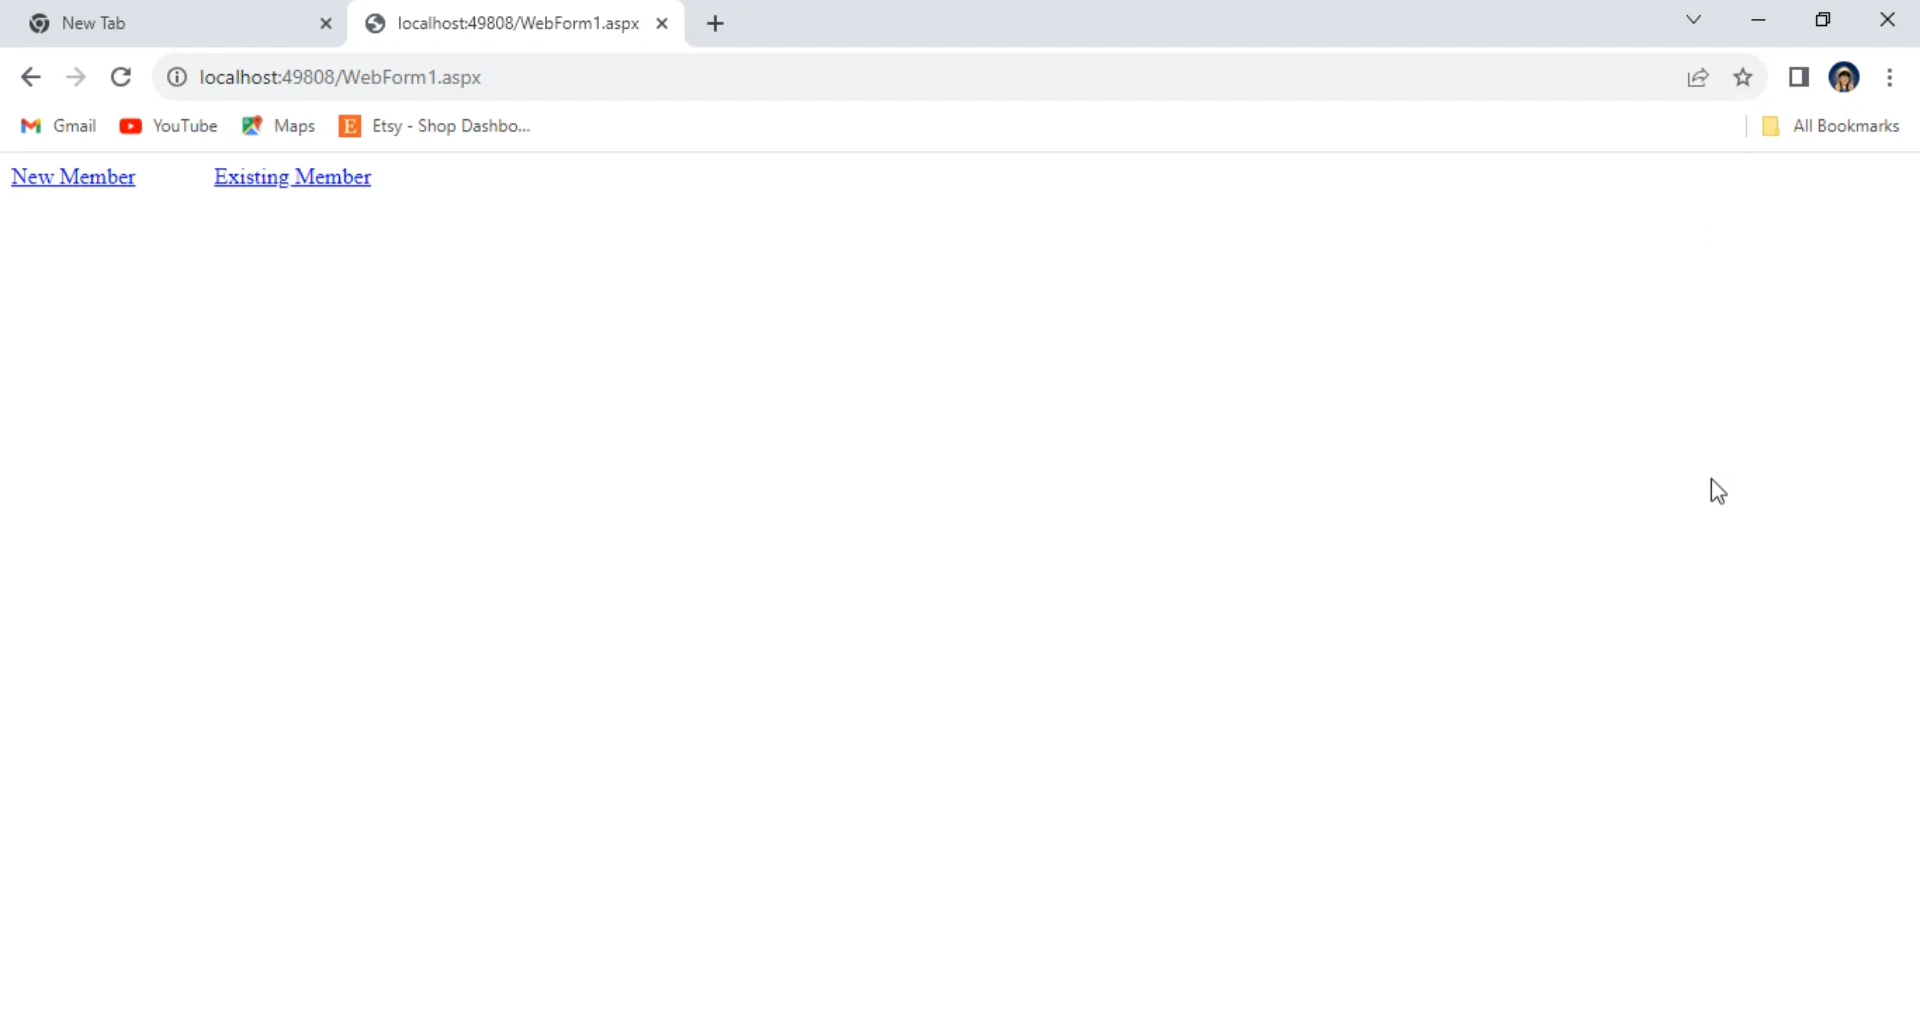 New Tab
localhost:49808/WebForm1.aspx
localhost:49808/WebForm1.aspx
Gmail YouTube Maps Etsy - Shop Dashbo... All Bookmarks
New Member Existing Member